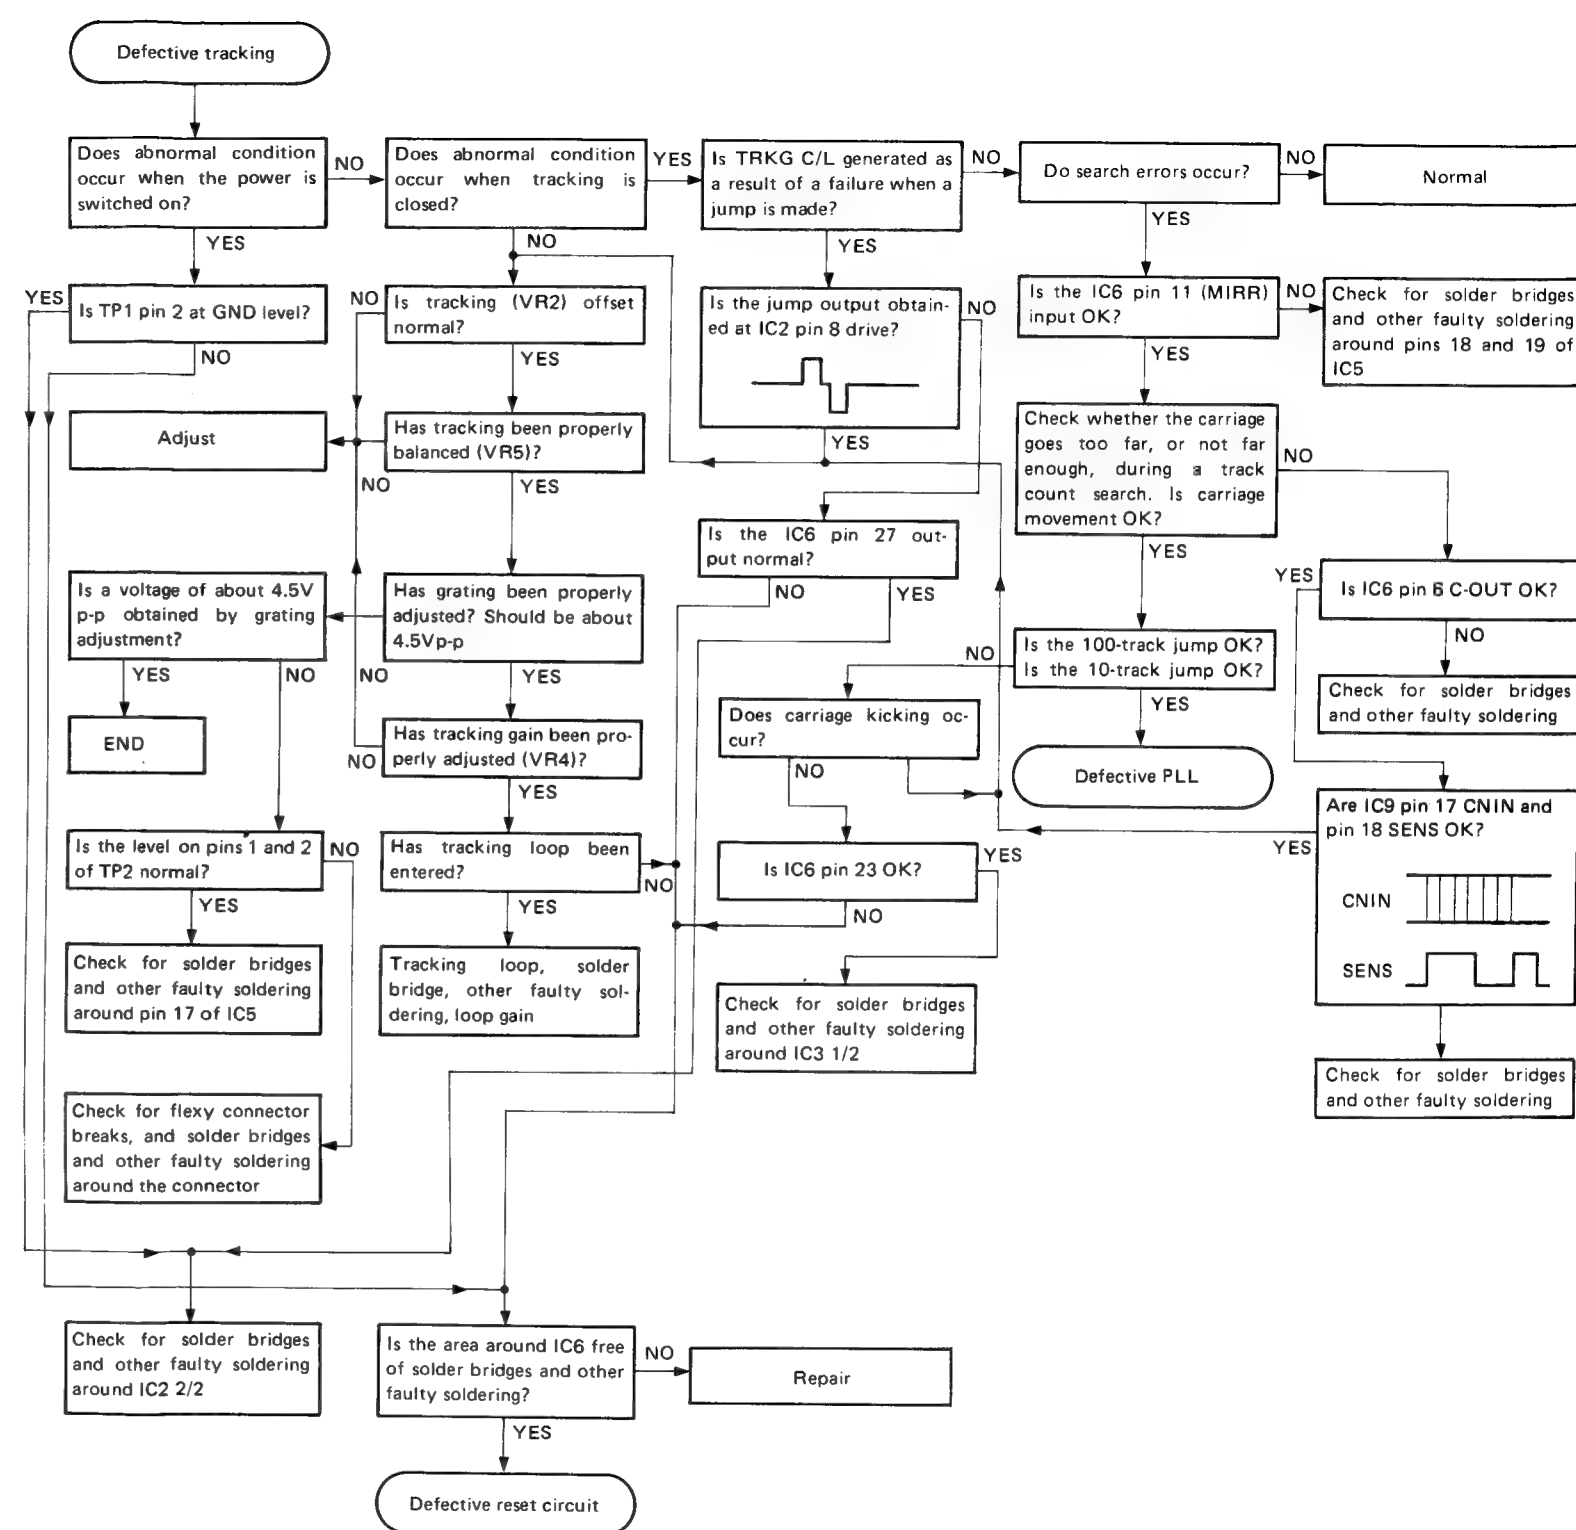 Defective tracking
Does abnormal condition
occur when the power is
switched on?
NO
Does abnormal condition
occur when tracking is
closed?
YES
Is TRKG C/L generated as
a result of a failure when a
jump is made?
NO
Do search errors occur?
NO
Normal
YES
NO
YES
YES
YES
Is TP1 pin 2 at GND level?
NO
NO
Is tracking (VR2) offset
normal?
YES
Is the jump output obtain-
ed at IC2 pin 8 drive?
NO
YES
Is the IC6 pin 11 (MIRR)
input OK?
NO
YES
Check for solder bridges
and other faulty soldering
around pins 18 and 19 of
IC5
Adjust
Has tracking been properly
balanced (VR5)?
NO
YES
Check whether the carriage
goes too far, or not far
enough, during a track
count search. Is carriage
movement OK?
NO
YES
Is the IC6 pin 27 out-
put normal?
NO
YES
Is a voltage of about 4.5V
p-p obtained by grating
adjustment?
YES
NO
Has grating been properly
adjusted? Should be about
4.5Vp-p
NO
YES
YES
Is IC6 pin 6 C-OUT OK?
NO
Is the 100-track jump OK?
Is the 10-track jump OK?
NO
YES
Check for solder bridges
and other faulty soldering
END
Has tracking gain been pro-
perly adjusted (VR4)?
NO
YES
Does carriage kicking oc-
cur?
NO
Defective PLL
Are IC9 pin 17 CNIN and
pin 18 SENS OK?
YES
CNIN
SENS
Is the level on pins 1 and 2
of TP2 normal?
NO
YES
Has tracking loop been
entered?
NO
YES
Is IC6 pin 23 OK?
YES
NO
Check for solder bridges
and other faulty soldering
around pin 17 of IC5
Tracking loop, solder
bridge, other faulty sol-
dering, loop gain
Check for solder bridges
and other faulty soldering
around IC3 1/2
Check for solder bridges
and other faulty soldering
Check for flexy connector
breaks, and solder bridges
and other faulty soldering
around the connector
Check for solder bridges
and other faulty soldering
around IC2 2/2
Is the area around IC6 free
of solder bridges and other
faulty soldering?
NO
Repair
YES
Defective reset circuit